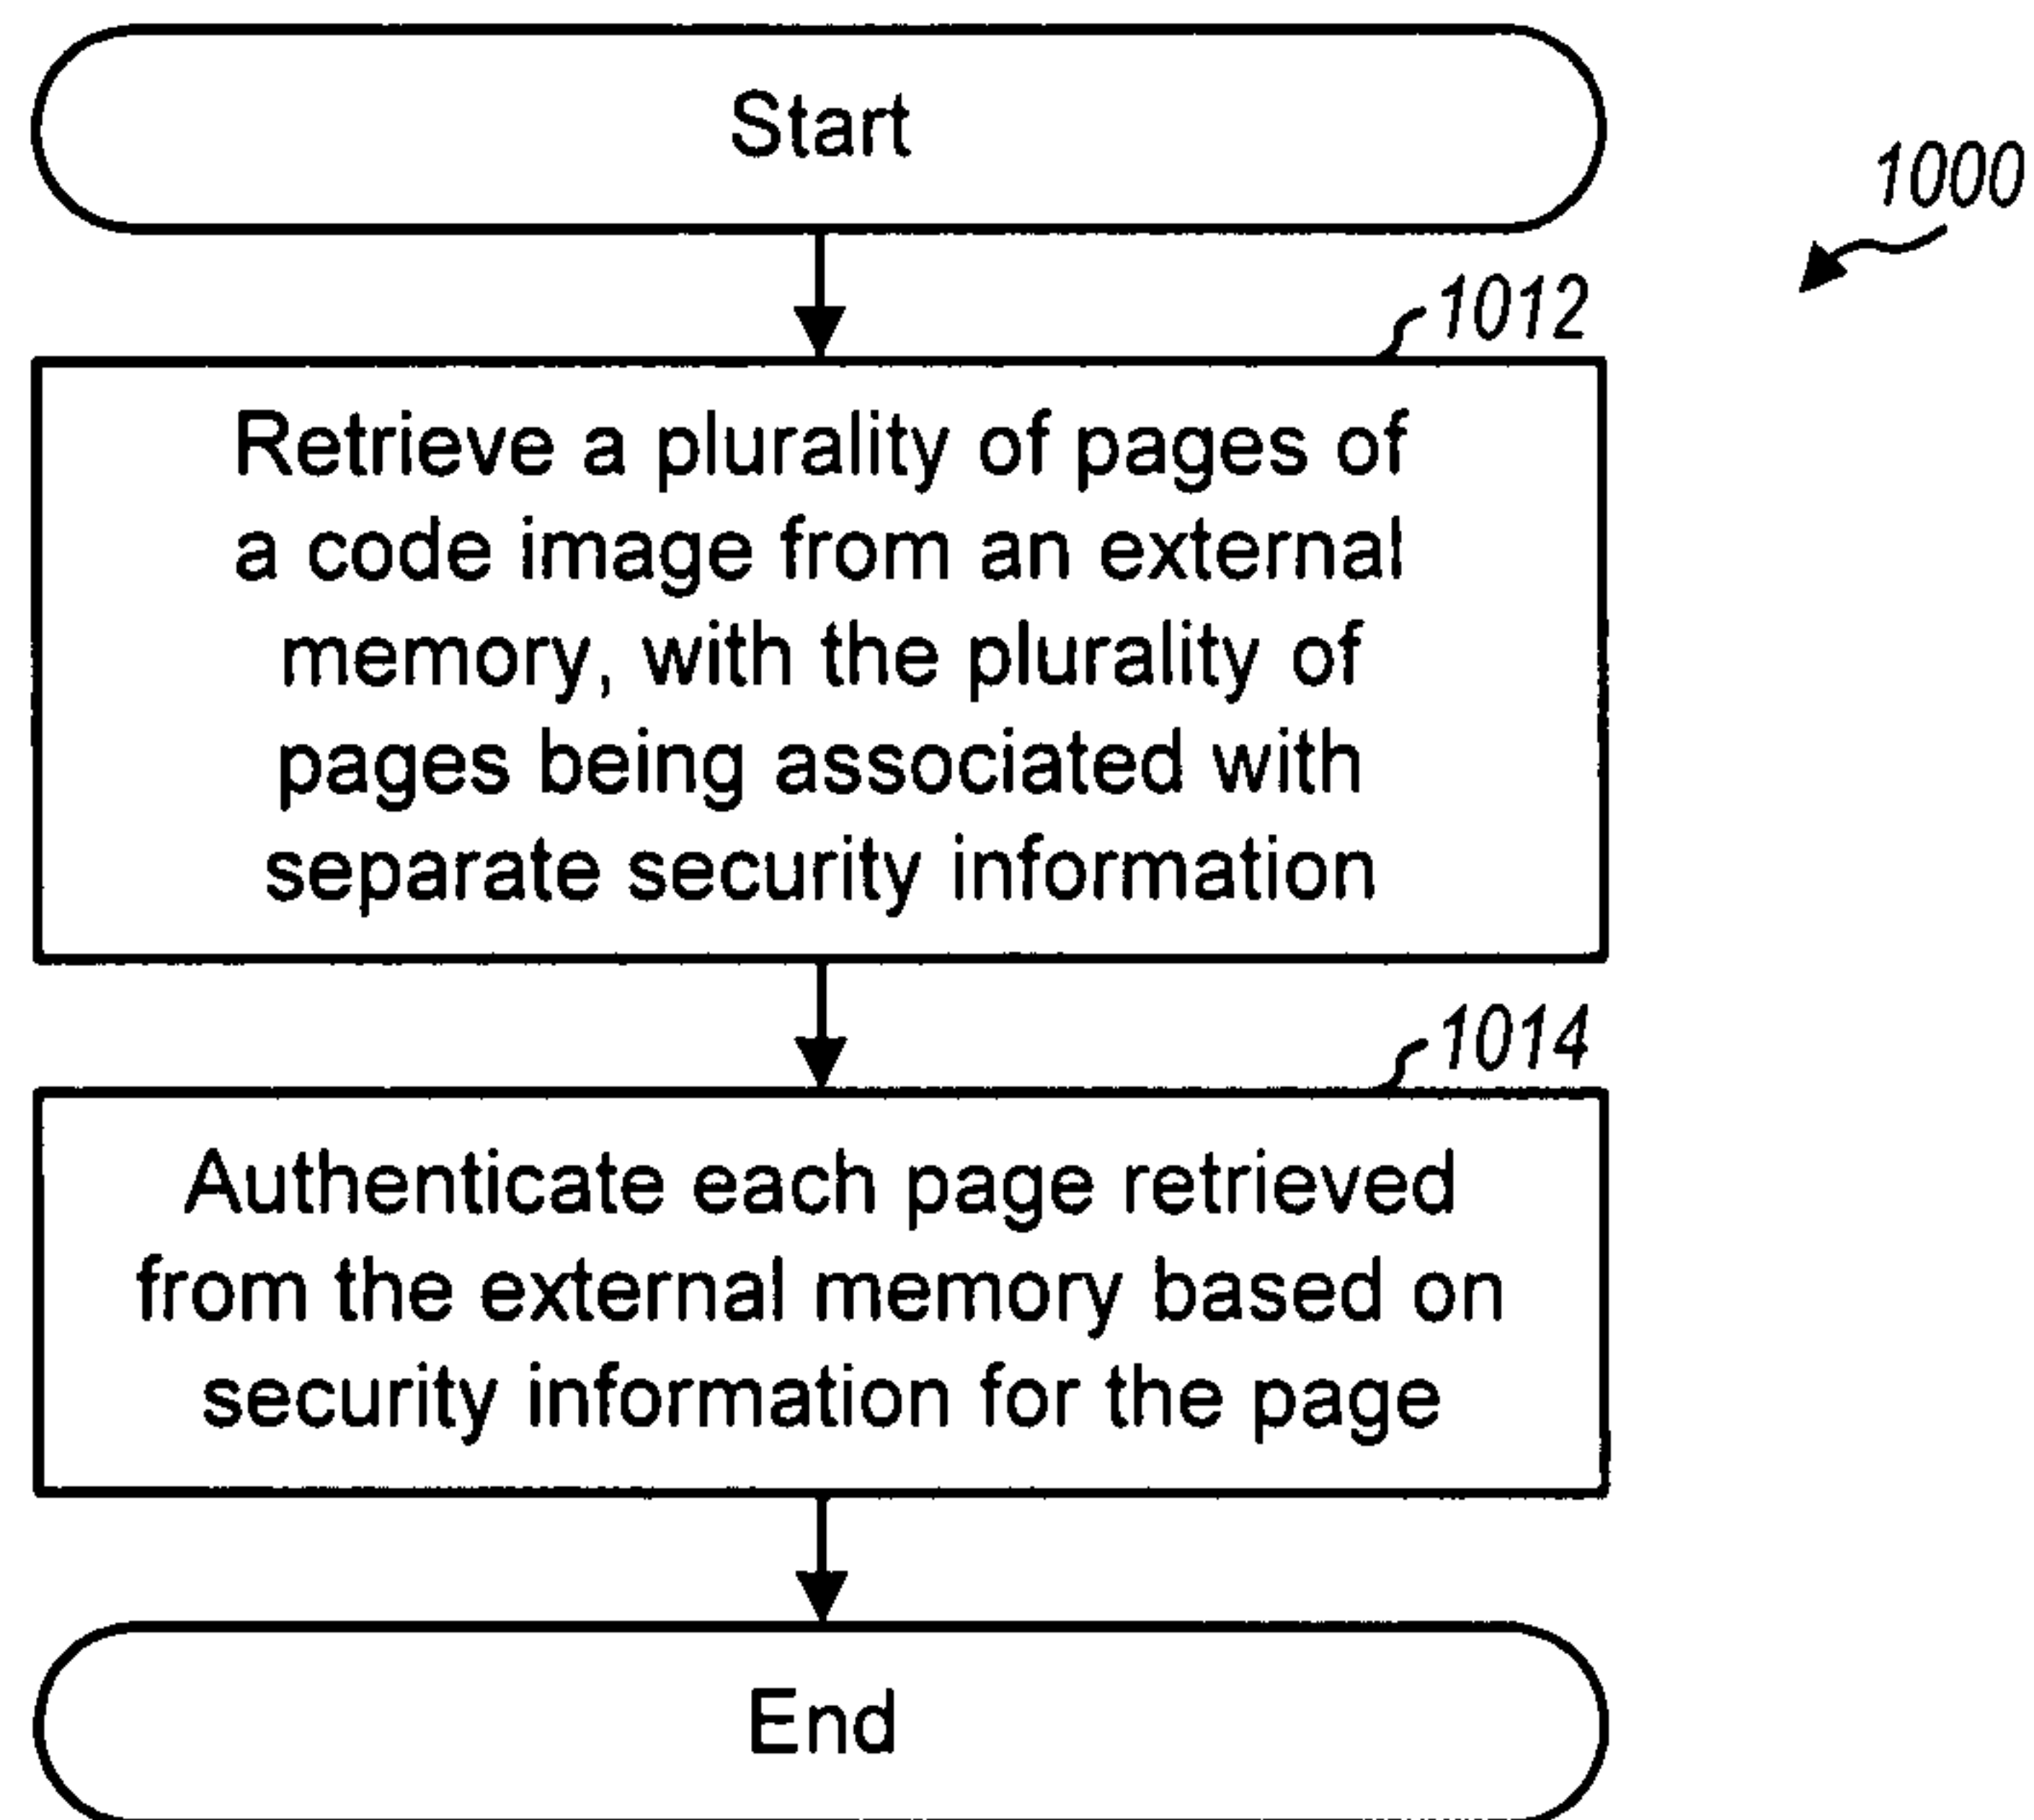 Start
1000
1012
Retrieve a plurality of pages of
a code image from an external
memory, with the plurality of
pages being associated with
separate security information
1014
Authenticate each page retrieved
from the external memory based on
security information for the page
End